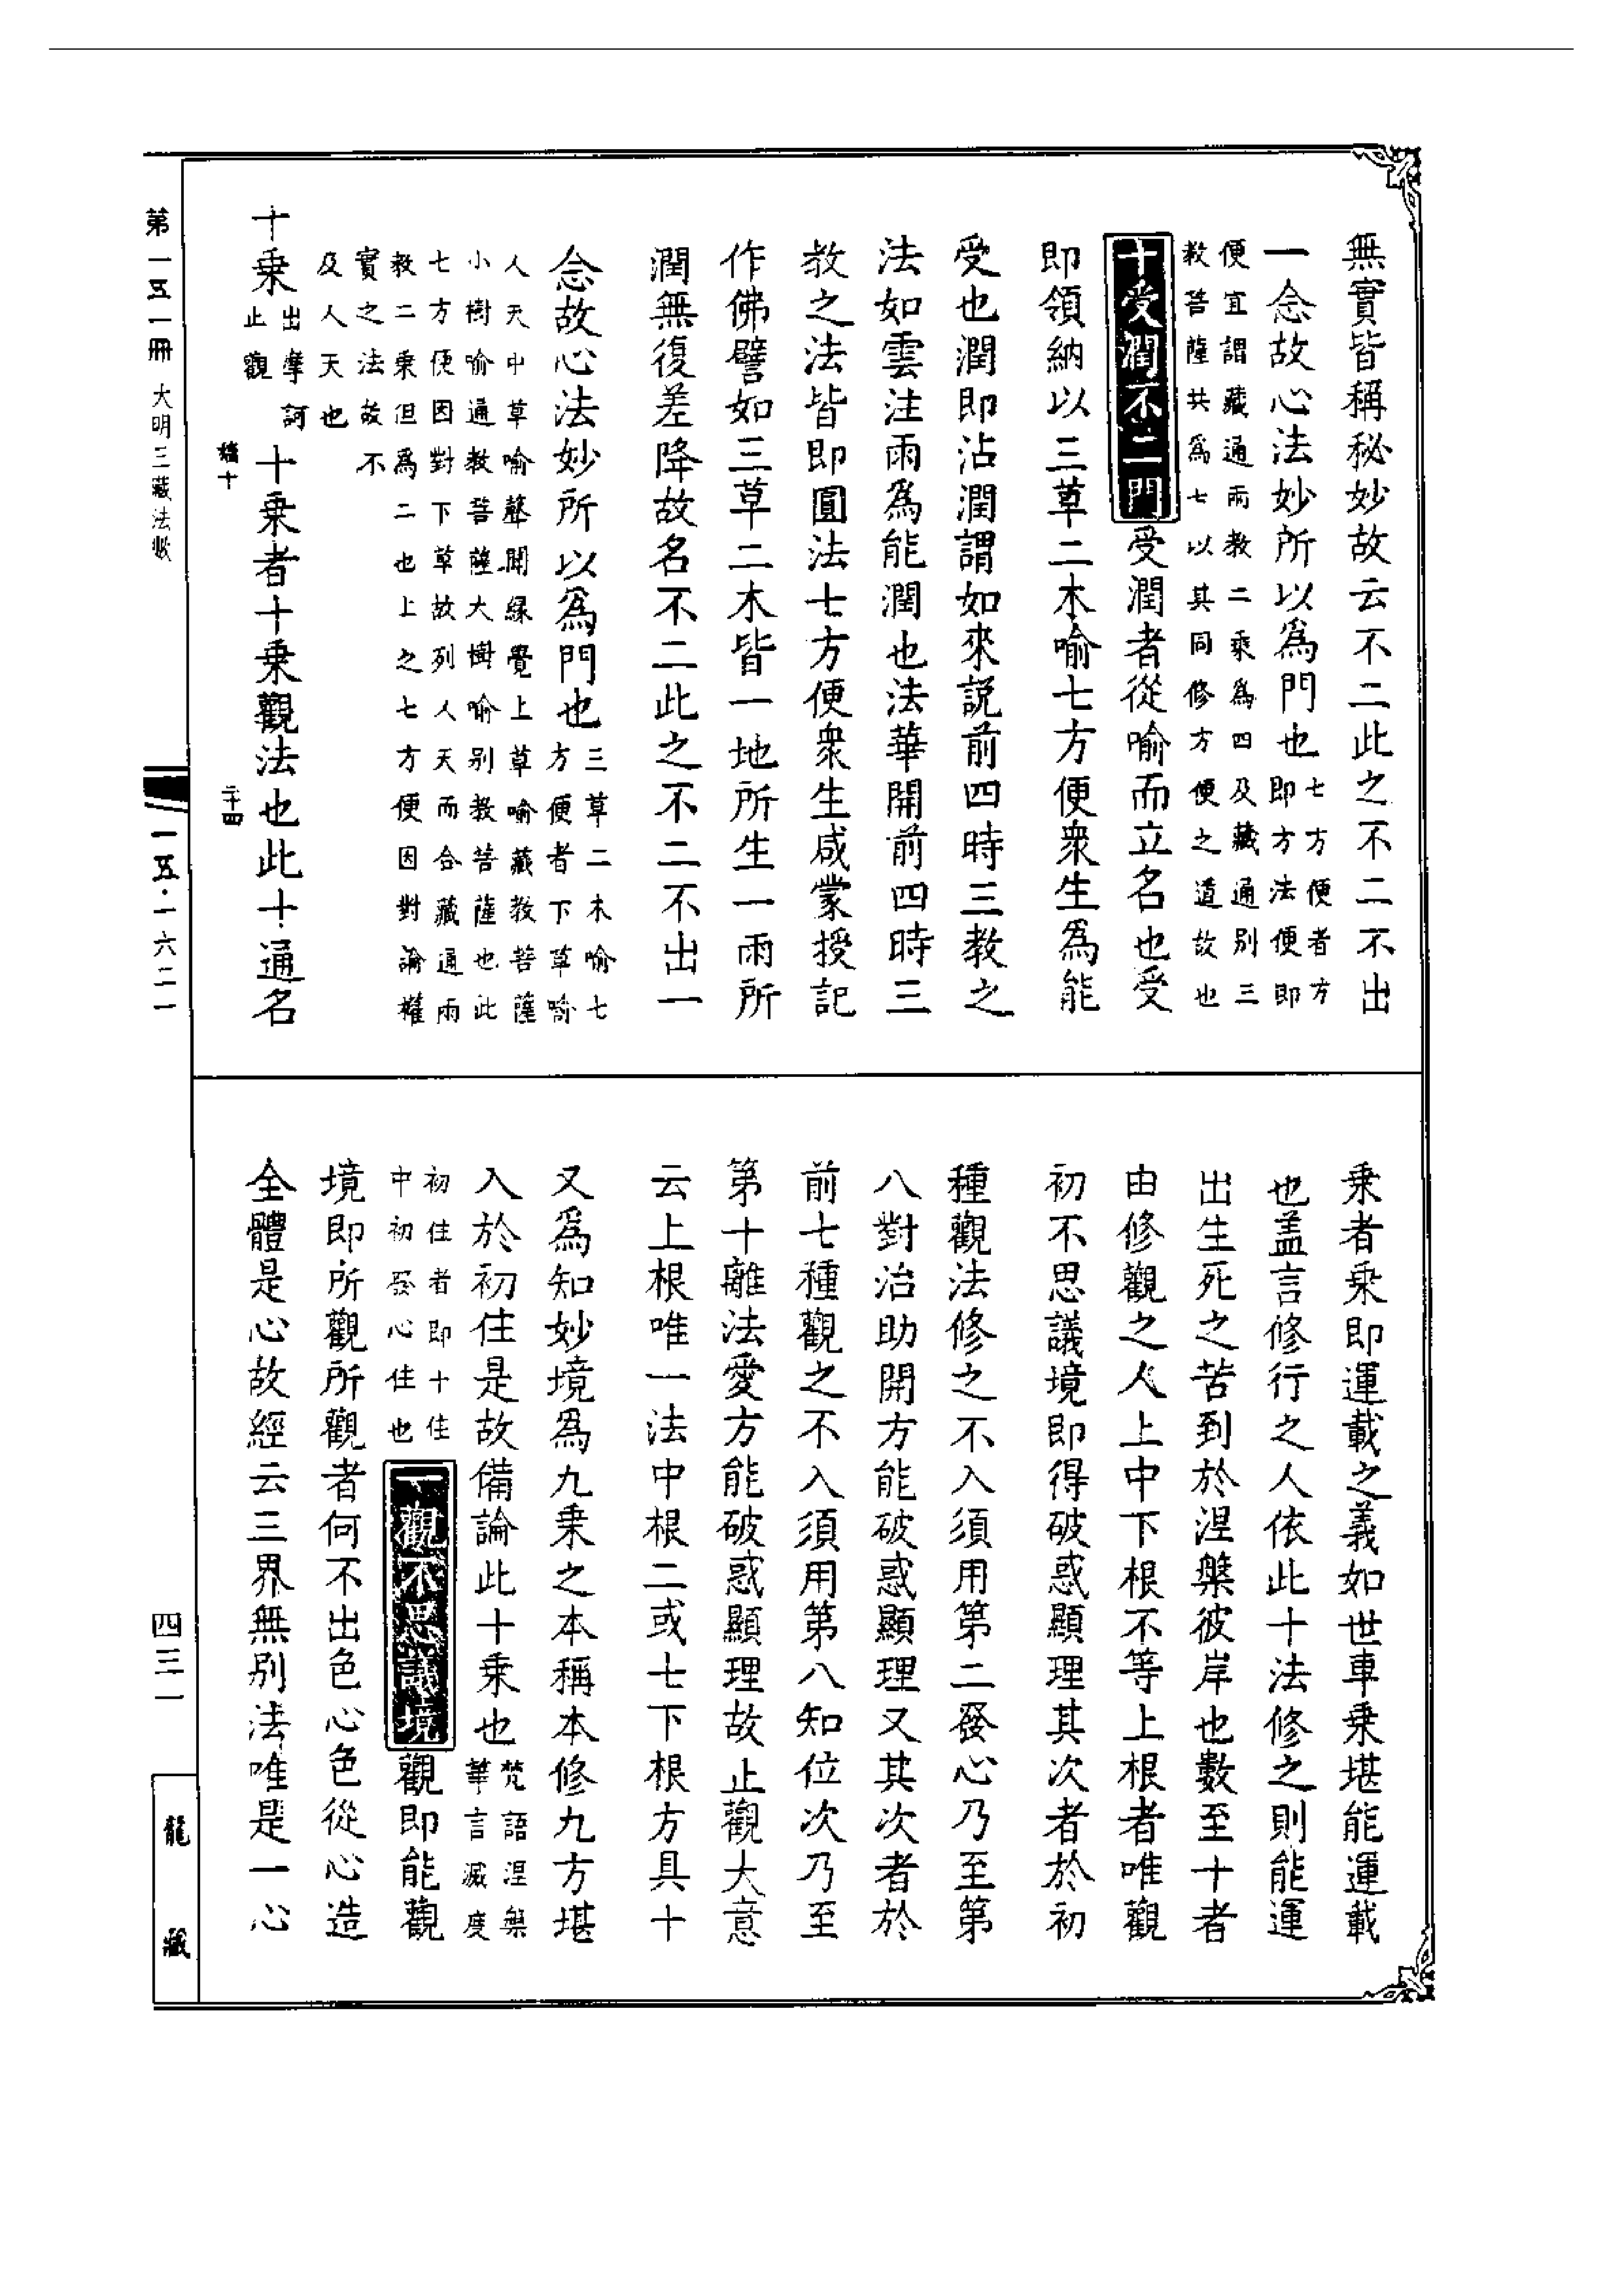 無實皆稱秘妙故云不二此之不二不出
一念故心法妙所以為門也七方便者方即方法便即
便宜謂藏通兩教二乘為四及藏通別三
教菩薩共為七以其同修方便之道故也
十受潤不二門受潤者從喻而立名也受
即領納以三草二木喻七方便眾生為能
受也潤即沾潤謂如來説前四時三教之
法如雲注雨為能潤也法華開前四時三
教之法皆即圓法七方便眾生咸蒙授記
作佛譬如三草二木皆一地所生一雨所
潤無復差降故名不二此之不二不出一
念故心法妙所以為門也三草二木喻七方便者下草喻
人天中草喻聲聞緣覺上草喻藏教菩薩
小樹喻通教菩薩大樹喻別教菩薩也此
七方便因對下草故列人天而合藏通兩
教二乘但為二也上之七方便因對論權
實之法故不
及人天也
十乘出摩訶止觀 十乘者十乘觀法也此十通名
乘者乘即運載之義如世車乘堪能運載
也盖言修行之人依此十法修之則能運
出生死之苦到於涅槃彼岸也數至十者
由修觀之人上中下根不等上根者唯觀
初不思議境即得破惑顯理其次者於初
種觀法修之不入須用第二發心乃至第
八對治助開方能破惑顯理又其次者於
前七種觀之不入須用第八知位次乃至
第十離法愛方能破惑顯理故止觀大意
云上根唯一法中根二或七下根方具十
又為知妙境為九乘之本稱本修九方堪
入於初住是故備論此十乘也梵語涅槃華言滅度
初住者即十住中初發心住也一觀不思議境觀即能觀
境即所觀所觀者何不出色心色從心造
全體是心故經云三界無別法唯是一心
第一五一冊 大明三藏法數
一五·一六二一
四三一
龍藏
二十四